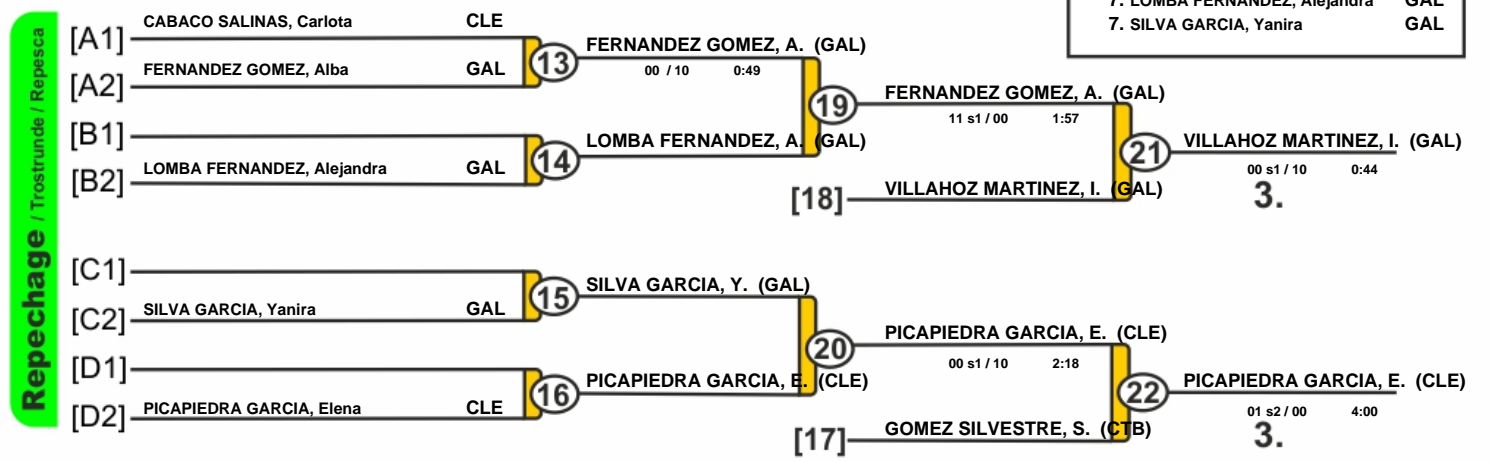 7. LOMBA FERNANDEZ, Alejandra GAL
7. SILVA GARCIA, Yanira GAL
Repechage / Trostrunde / Repesca
[A1] CABACO SALINAS, Carlota CLE
[A2] FERNANDEZ GOMEZ, Alba GAL
13 FERNANDEZ GOMEZ, A. (GAL)
00 / 10 0:49
[B1]
[B2] LOMBA FERNANDEZ, Alejandra GAL
14 LOMBA FERNANDEZ, A. (GAL)
19 FERNANDEZ GOMEZ, A. (GAL)
11 s1 / 00 1:57
[18] VILLAHOZ MARTINEZ, I. (GAL)
21 VILLAHOZ MARTINEZ, I. (GAL)
00 s1 / 10 0:44
3.
[C1]
[C2] SILVA GARCIA, Yanira GAL
15 SILVA GARCIA, Y. (GAL)
[D1]
[D2] PICAPIEDRA GARCIA, Elena CLE
16 PICAPIEDRA GARCIA, E. (CLE)
20 PICAPIEDRA GARCIA, E. (CLE)
00 s1 / 10 2:18
[17] GOMEZ SILVESTRE, S. (CTB)
22 PICAPIEDRA GARCIA, E. (CLE)
01 s2 / 00 4:00
3.